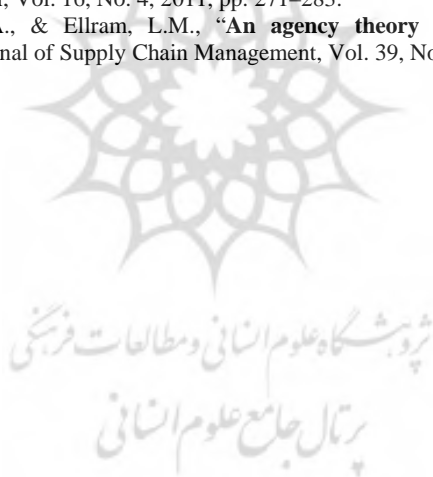 , Vol. 16, No. 4, 2011, pp. 271–285.
A., & Ellram, L.M., “An agency theory
nal of Supply Chain Management, Vol. 39, No
پژوهشگاه علوم انسانی و مطالعات فرهنگی
پرتال جامع علوم انسانی